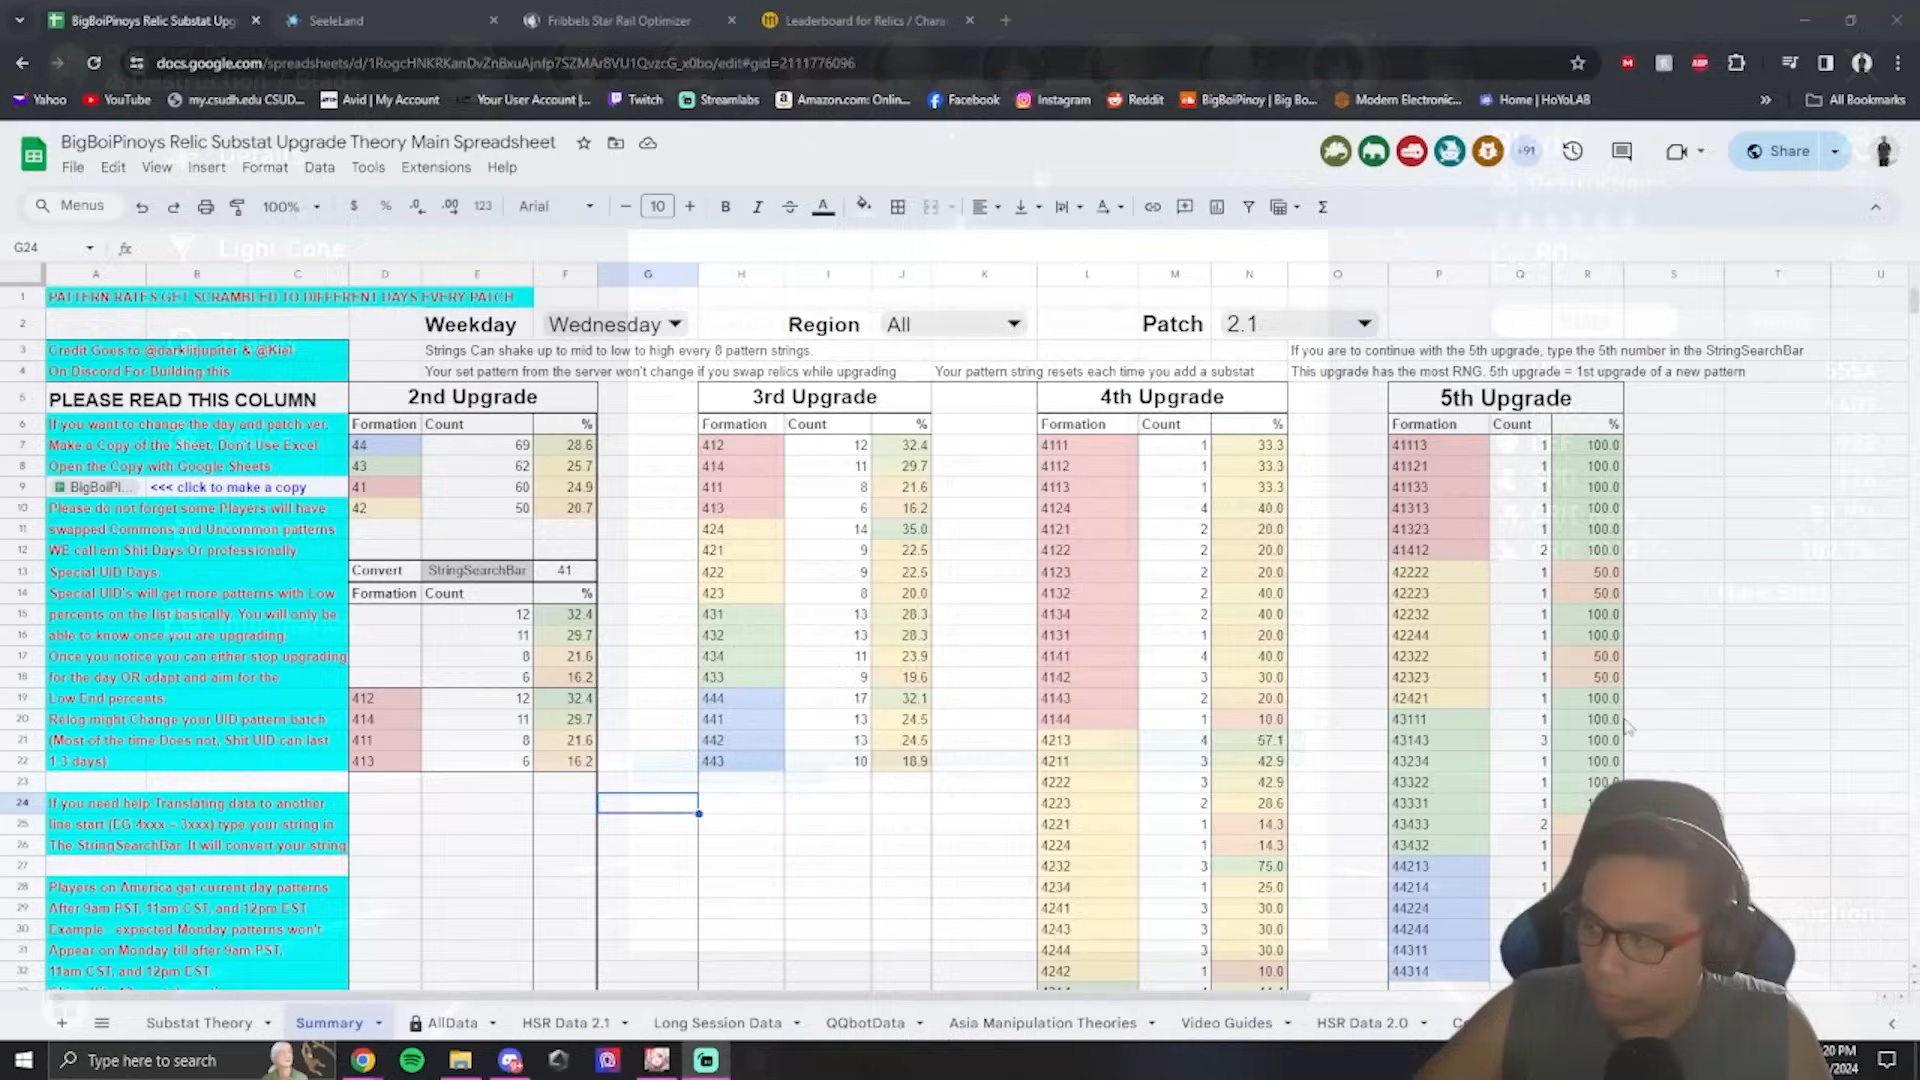 BigBoiPinoys Relic Substat Upg
SeeleLand
Fribbels Star Rail Optimizer
Leaderboard for Relics / Chara
docs.google.com/spreadsheets/d/1RogcHNKRKanDvZnBxuAjnfp7SZMAr8VU1QvzcG_x0bo/edit#gid=2111776096
Yahoo YouTube my.csudh.edu CSUD... Avid | My Account Your User Account |... Twitch Streamlabs Amazon.com: Onlin... Facebook Instagram Reddit BigBoiPinoy | Big Bo... Modern Electronic... Home | HoYoLAB » All Bookmarks
BigBoiPinoys Relic Substat Upgrade Theory Main Spreadsheet
+91 Share
File Edit View Insert Format Data Tools Extensions Help
Menus 100% $ % .0 .00 123 Arial − 10 + B I A Σ
G24 fx Light Cone
A B C D E F G H I J K L M N O P Q R S T U
1 PATTERN RATES GET SCRAMBLED TO DIFFERENT DAYS EVERY PATCH
2 Weekday Wednesday Region All Patch 2.1
3 Credit Goes to @darklitjupiter & @Kiel Strings Can shake up to mid to low to high every 8 pattern strings. If you are to continue with the 5th upgrade, type the 5th number in the StringSearchBar
4 On Discord For Building this Your set pattern from the server won't change if you swap relics while upgrading Your pattern string resets each time you add a substat This upgrade has the most RNG. 5th upgrade = 1st upgrade of a new pattern
5 PLEASE READ THIS COLUMN 2nd Upgrade 3rd Upgrade 4th Upgrade 5th Upgrade
6 If you want to change the day and patch ver. Formation Count % Formation Count % Formation Count % Formation Count %
7 Make a Copy of the Sheet, Don't Use Excel 44 69 28.6 412 12 32.4 4111 1 33.3 41113 1 100.0
8 Open the Copy with Google Sheets 43 62 25.7 414 11 29.7 4112 1 33.3 41121 1 100.0
9 BigBoiPi... <<< click to make a copy 41 60 24.9 411 8 21.6 4113 1 33.3 41133 1 100.0
10 Please do not forget some Players will have 42 50 20.7 413 6 16.2 4124 4 40.0 41313 1 100.0
11 swapped Commons and Uncommon patterns 424 14 35.0 4121 2 20.0 41323 1 100.0
12 WE call em Shit Days Or professionally 421 9 22.5 4122 2 20.0 41412 2 100.0
13 Special UID Days. Convert StringSearchBar 41 422 9 22.5 4123 2 20.0 42222 1 50.0
14 Special UID's will get more patterns with Low Formation Count % 423 8 20.0 4132 2 40.0 42223 1 50.0
15 percents on the list basically. You will only be 12 32.4 431 13 28.3 4134 2 40.0 42232 1 100.0
16 able to know once you are upgrading. 11 29.7 432 13 28.3 4131 1 20.0 42244 1 100.0
17 Once you notice you can either stop upgrading 8 21.6 434 11 23.9 4141 4 40.0 42322 1 50.0
18 for the day OR adapt and aim for the 6 16.2 433 9 19.6 4142 3 30.0 42323 1 50.0
19 Low End percents. 412 12 32.4 444 17 32.1 4143 2 20.0 42421 1 100.0
20 Relog might Change your UID pattern batch 414 11 29.7 441 13 24.5 4144 1 10.0 43111 1 100.0
21 (Most of the time Does not, Shit UID can last 411 8 21.6 442 13 24.5 4213 4 57.1 43143 3 100.0
22 1-3 days) 413 6 16.2 443 10 18.9 4211 3 42.9 43234 1 100.0
23 4222 3 42.9 43322 1 100.0
24 If you need help Translating data to another 4223 2 28.6 43331 1
25 line start (EG 4xxx - 3xxx) type your string in 4221 1 14.3 43433 2
26 The StringSearchBar. It will convert your string 4224 1 14.3 43432 1
27 4232 3 75.0 44213 1
28 Players on America get current day patterns 4234 1 25.0 44214 1
29 After 9am PST, 11am CST, and 12pm EST 4241 3 30.0 44224
30 Example: expected Monday patterns won't 4243 3 30.0 44244
31 Appear on Monday till after 9am PST, 4244 3 30.0 44311
32 11am CST, and 12pm EST. 4242 1 10.0 44314
Substat Theory Summary AllData HSR Data 2.1 Long Session Data QQbotData Asia Manipulation Theories Video Guides HSR Data 2.0
Type here to search
20 PM
/2024